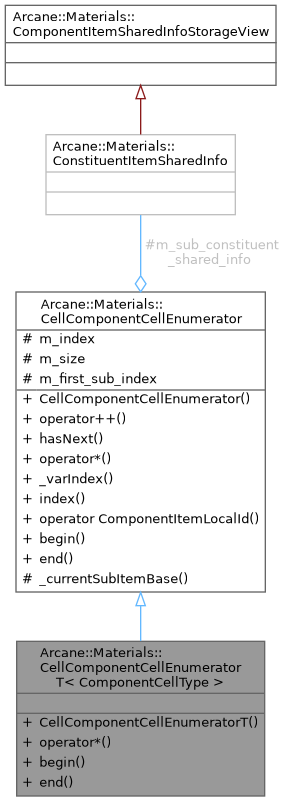 Arcane::Materials::
ComponentItemSharedInfoStorageView
Arcane::Materials::
ConstituentItemSharedInfo
#m_sub_constituent
_shared_info
Arcane::Materials::
CellComponentCellEnumerator
# m_index
# m_size
# m_first_sub_index
+ CellComponentCellEnumerator()
+ operator++()
+ hasNext()
+ operator*()
+ _varIndex()
+ index()
+ operator ComponentItemLocalId()
+ begin()
+ end()
# _currentSubItemBase()
Arcane::Materials::
CellComponentCellEnumerator
T< ComponentCellType >
+ CellComponentCellEnumeratorT()
+ operator*()
+ begin()
+ end()